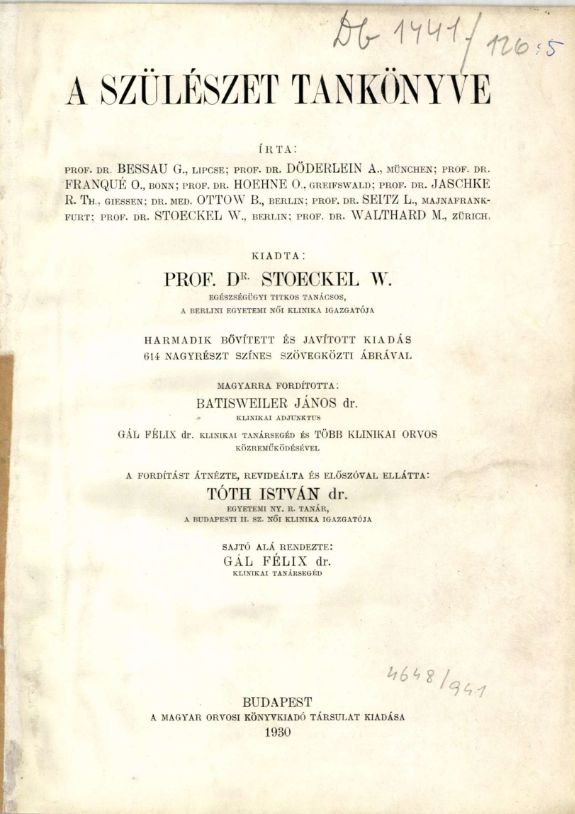 Db 1441/126:5
A SZÜLÉSZET TANKÖNYVE
ÍRTA:
PROF. DR. BESSAU G., LIPCSE; PROF. DR. DÖDERLEIN A., MÜNCHEN; PROF. DR.
FRANQUÉ O., BONN; PROF. DR. HOEHNE O., GREIFSWALD; PROF. DR. JASCHKE
R. TH., GIESSEN; DR. MED. OTTOW B., BERLIN; PROF. DR. SEITZ L., MAJNAFRANK-
FURT; PROF. DR. STOECKEL W., BERLIN; PROF. DR. WALTHARD M., ZÜRICH.
KIADTA:
PROF. DR. STOECKEL W.
EGÉSZSÉGÜGYI TITKOS TANÁCSOS,
A BERLINI EGYETEMI NŐI KLINIKA IGAZGATÓJA
HARMADIK BŐVÍTETT ÉS JAVÍTOTT KIADÁS
614 NAGYRÉSZT SZÍNES SZÖVEGKÖZTI ÁBRÁVAL
MAGYARRA FORDÍTOTTA:
BATISWEILER JÁNOS dr.
KLINIKAI ADJUNKTUS
GÁL FÉLIX dr. KLINIKAI TANÁRSEGÉD ÉS TÖBB KLINIKAI ORVOS
KÖZREMŰKÖDÉSÉVEL
A FORDÍTÁST ÁTNÉZTE, REVIDEÁLTA ÉS ELŐSZÓVAL ELLÁTTA:
TÓTH ISTVÁN dr.
EGYETEMI NY. R. TANÁR,
A BUDAPESTI II. SZ. NŐI KLINIKA IGAZGATÓJA
SAJTÓ ALÁ RENDEZTE:
GÁL FÉLIX dr.
KLINIKAI TANÁRSEGÉD
4648/941
BUDAPEST
A MAGYAR ORVOSI KÖNYVKIADÓ TÁRSULAT KIADÁSA
1930